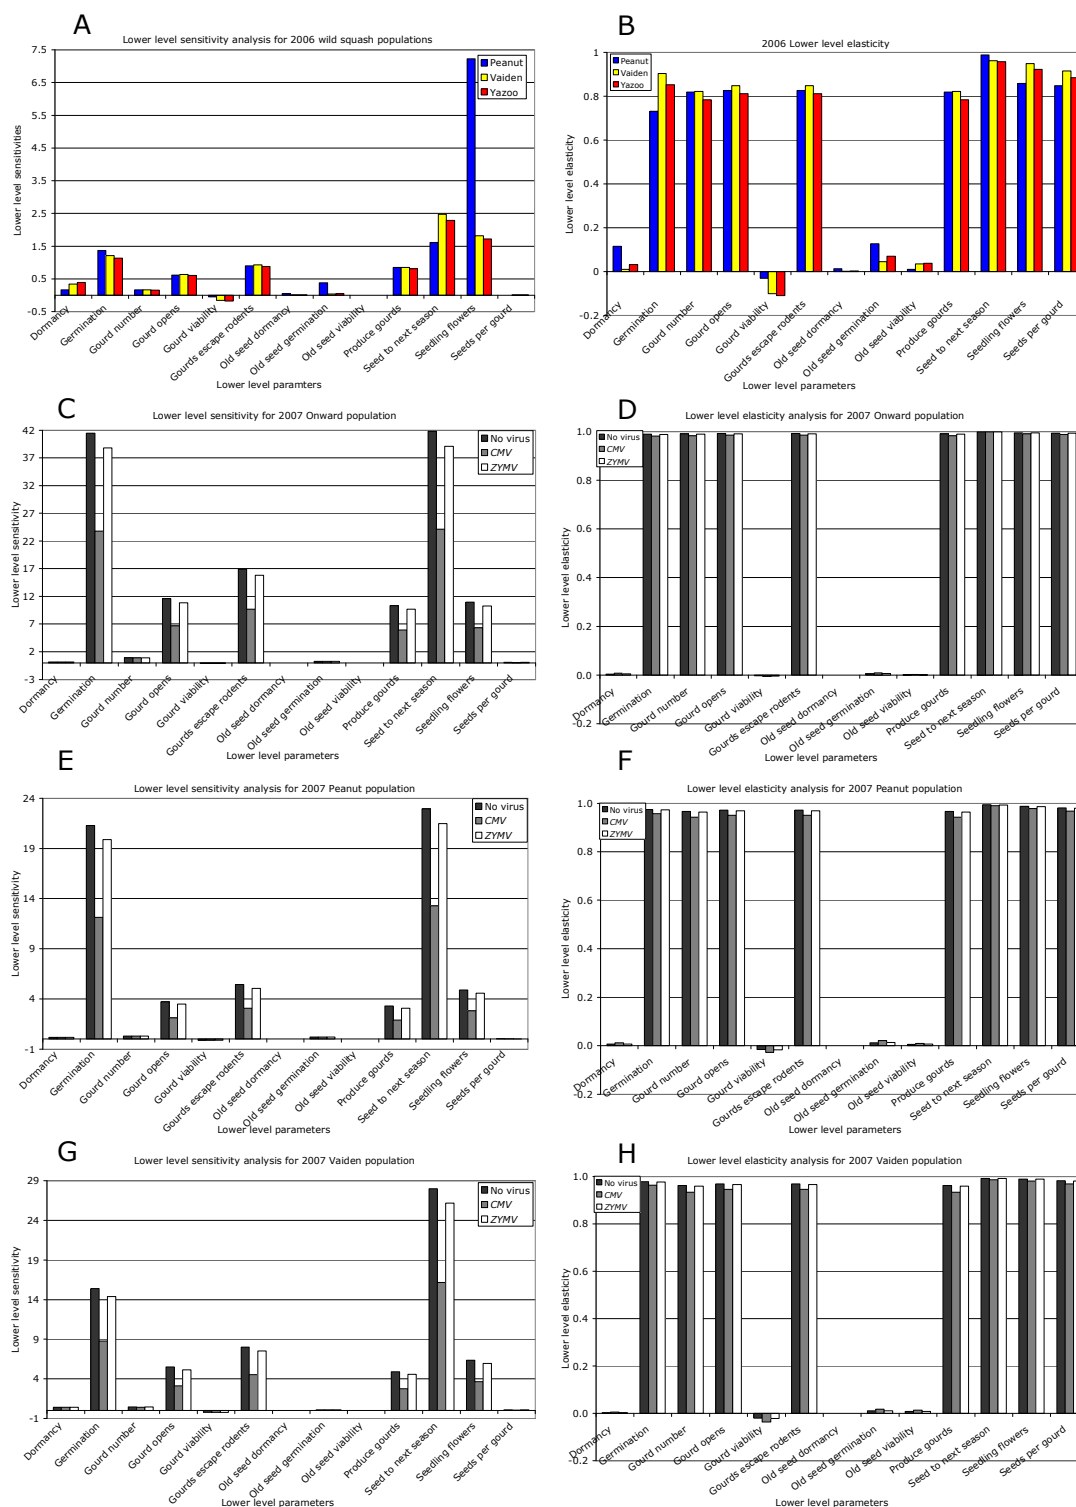 A
Lower level sensitivity analysis for 2006 wild squash populations
7.5
6.5
5.5
4.5
3.5
2.5
1.5
0.5
-0.5
Lower level sensitivities
Peanut
Vaiden
Yazoo
Dormancy
Germination
Gourd number
Gourd opens
Gourd viability
Gourds escape rodents
Old seed dormancy
Old seed germination
Old seed viability
Produce gourds
Seed to next season
Seedling flowers
Seeds per gourd
Lower level paramters
B
2006 Lower level elasticity
1
0.8
0.6
0.4
0.2
0
-0.2
Lower level elasticity
Peanut
Vaiden
Yazoo
Dormancy
Germination
Gourd number
Gourd opens
Gourd viability
Gourds escape rodents
Old seed dormancy
Old seed germination
Old seed viability
Produce gourds
Seed to next season
Seedling flowers
Seeds per gourd
Lower level parameters
C
Lower level sensitivity for 2007 Onward population
42
37
32
27
22
17
12
7
2
-3
Lower level sensitivity
No virus
CMV
ZYMV
Dormancy
Germination
Gourd number
Gourd opens
Gourd viability
Gourds escape rodents
Old seed dormancy
Old seed germination
Old seed viability
Produce gourds
Seed to next season
Seedling flowers
Seeds per gourd
Lower level parameters
D
Lower level elasticity analysis for 2007 Onward population
1.0
0.8
0.6
0.4
0.2
0.0
-0.2
Lower level elasticity
No virus
CMV
ZYMV
Dormancy
Germination
Gourd number
Gourd opens
Gourd viability
Gourds escape rodents
Old seed dormancy
Old seed germination
Old seed viability
Produce gourds
Seed to next season
Seedling flowers
Seeds per gourd
Lower level parameters
E
Lower level sensitivity analysis for 2007 Peanut population
24
19
14
9
4
-1
Lower level sensitivity
No virus
CMV
ZYMV
Dormancy
Germination
Gourd number
Gourd opens
Gourd viability
Gourds escape rodents
Old seed dormancy
Old seed germination
Old seed viability
Produce gourds
Seed to next season
Seedling flowers
Seeds per gourd
Lower level parameters
F
Lower level elasticity analysis for 2007 Peanut population
1.0
0.8
0.6
0.4
0.2
0.0
-0.2
Lower level elasticity
No virus
CMV
ZYMV
Dormancy
Germination
Gourd number
Gourd opens
Gourd viability
Gourds escape rodents
Old seed dormancy
Old seed germination
Old seed viability
Produce gourds
Seed to next season
Seedling flowers
Seeds per gourd
Lower level parameters
G
Lower level sensitivity analysis for 2007 Vaiden population
29
24
19
14
9
4
-1
Lower level sensitivity
No virus
CMV
ZYMV
Dormancy
Germination
Gourd number
Gourd opens
Gourd viability
Gourds escape rodents
Old seed dormancy
Old seed germination
Old seed viability
Produce gourds
Seed to next season
Seedling flowers
Seeds per gourd
Lower level parameters
H
Lower level elasticity analysis for 2007 Vaiden population
1.0
0.8
0.6
0.4
0.2
0.0
-0.2
Lower level elasticity
No virus
CMV
ZYMV
Dormancy
Germination
Gourd number
Gourd opens
Gourd viability
Gourds escape rodents
Old seed dormancy
Old seed germination
Old seed viability
Produce gourds
Seed to next season
Seedling flowers
Seeds per gourd
Lower level parameters